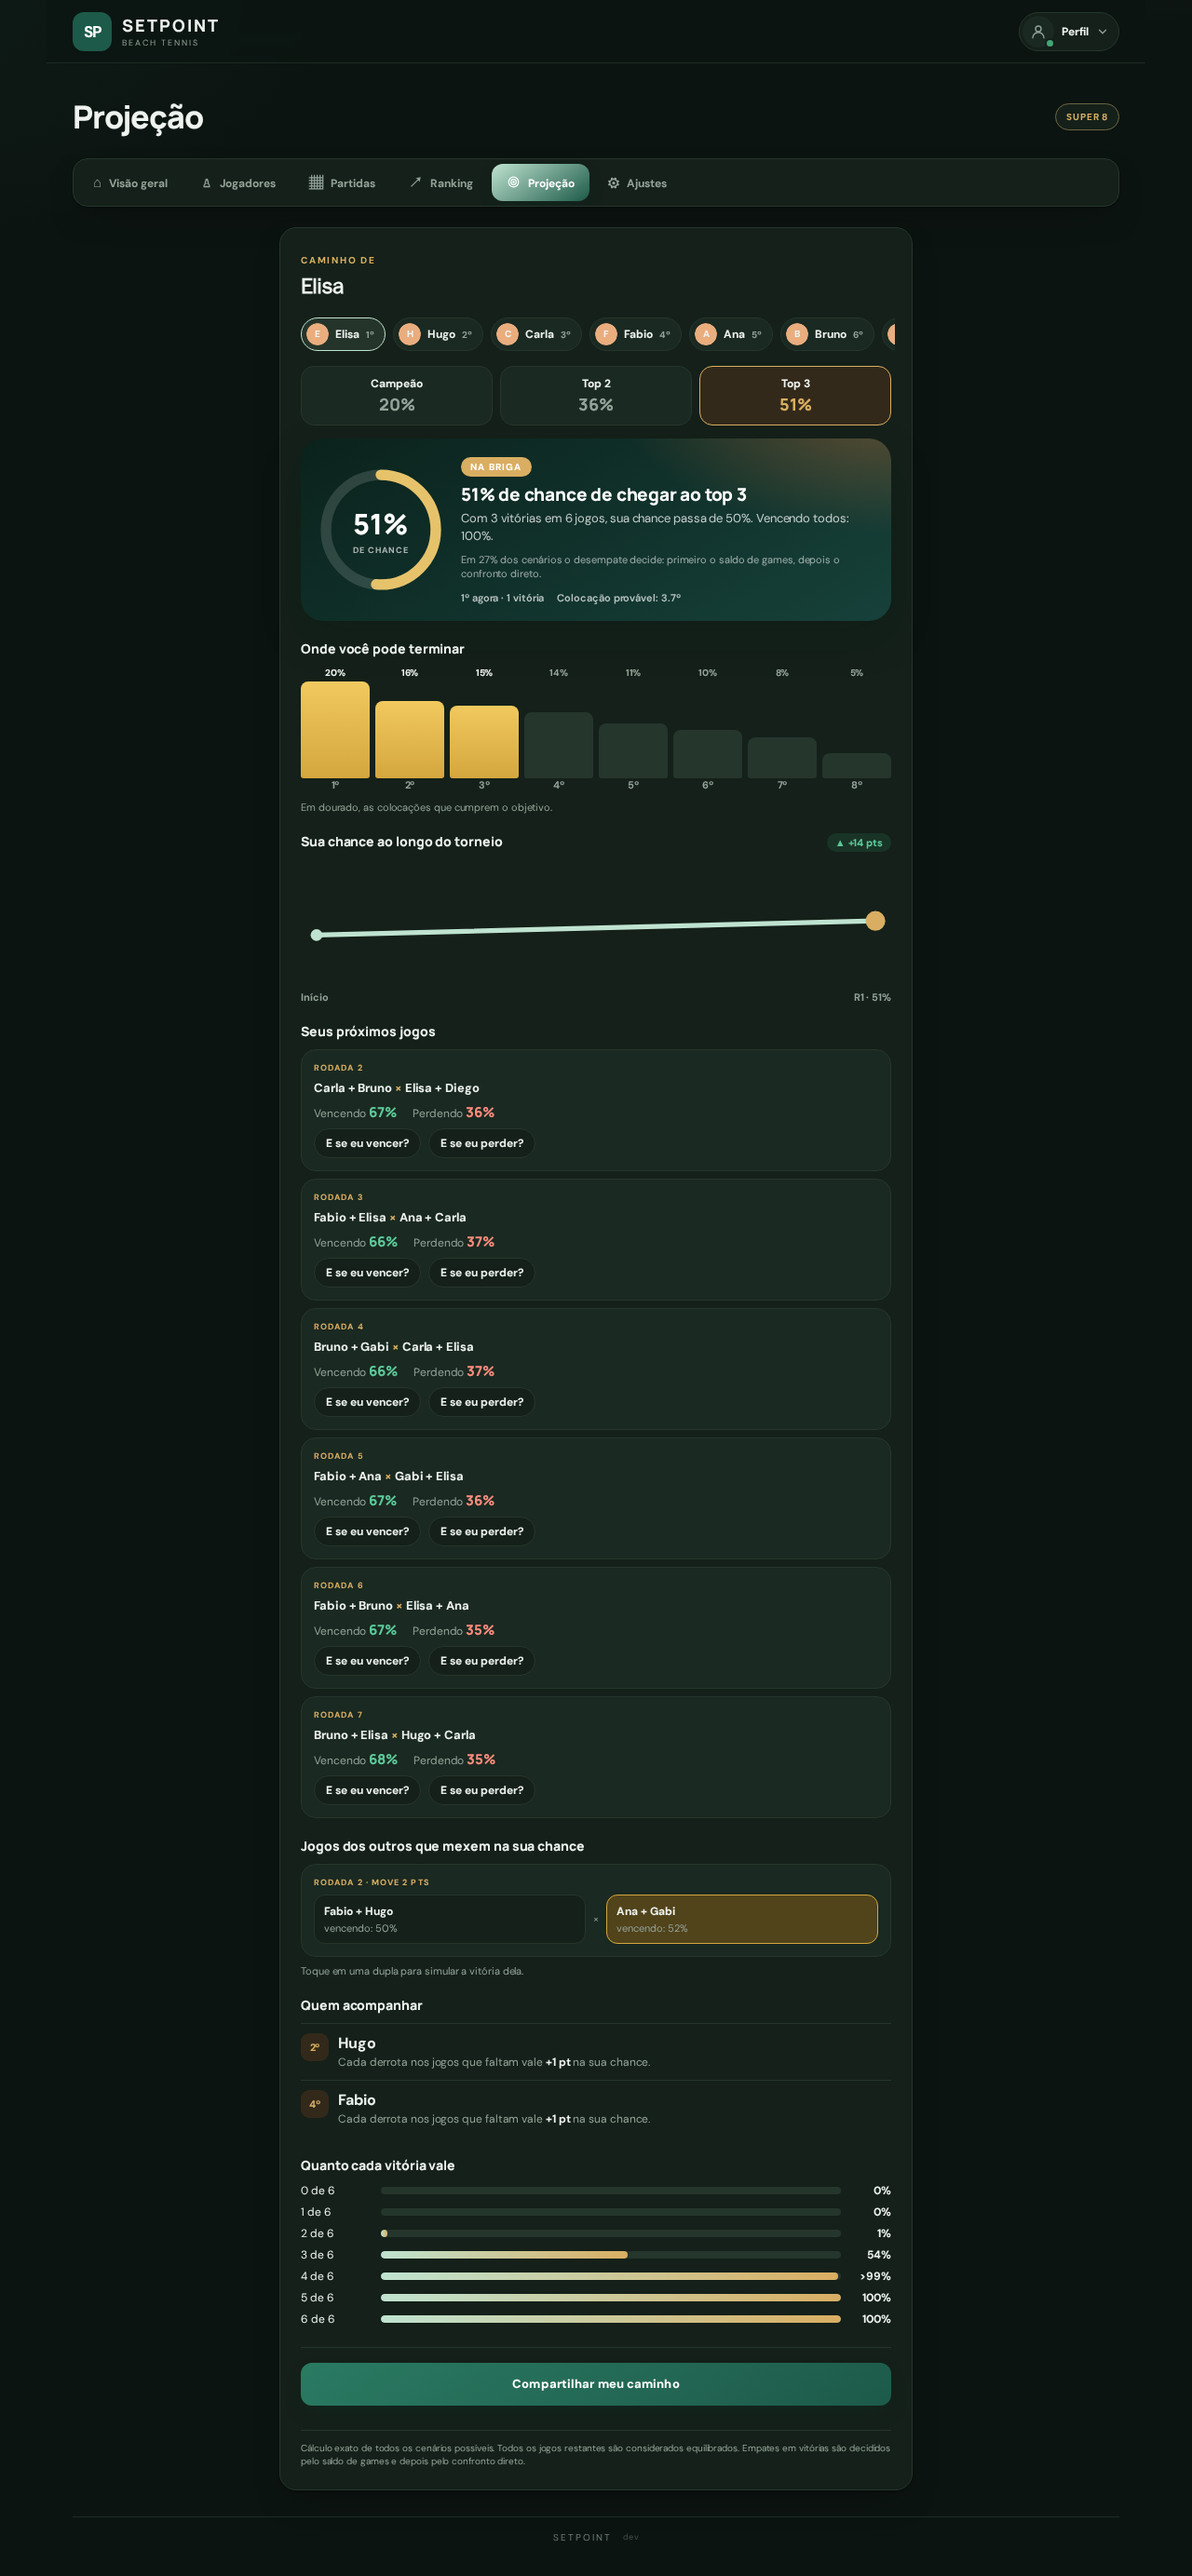 SP
SETPOINT
BEACH TENNIS
Perfil
Projeção
SUPER 8
Visão geral
Jogadores
Partidas
Ranking
Projeção
Ajustes
CAMINHO DE
Elisa
E Elisa 1º
H Hugo 2º
C Carla 3º
F Fabio 4º
A Ana 5º
B Bruno 6º
Campeão
20%
Top 2
36%
Top 3
51%
51%
DE CHANCE
NA BRIGA
51% de chance de chegar ao top 3
Com 3 vitórias em 6 jogos, sua chance passa de 50%. Vencendo todos:
100%.
Em 27% dos cenários o desempate decide: primeiro o saldo de games, depois o
confronto direto.
1º agora · 1 vitória Colocação provável: 3.7º
Onde você pode terminar
20% 16% 15% 14% 11% 10% 8% 5%
1º 2º 3º 4º 5º 6º 7º 8º
Em dourado, as colocações que cumprem o objetivo.
Sua chance ao longo do torneio
▲ +14 pts
Início
R1 · 51%
Seus próximos jogos
RODADA 2
Carla + Bruno × Elisa + Diego
Vencendo 67% Perdendo 36%
E se eu vencer? E se eu perder?
RODADA 3
Fabio + Elisa × Ana + Carla
Vencendo 66% Perdendo 37%
E se eu vencer? E se eu perder?
RODADA 4
Bruno + Gabi × Carla + Elisa
Vencendo 66% Perdendo 37%
E se eu vencer? E se eu perder?
RODADA 5
Fabio + Ana × Gabi + Elisa
Vencendo 67% Perdendo 36%
E se eu vencer? E se eu perder?
RODADA 6
Fabio + Bruno × Elisa + Ana
Vencendo 67% Perdendo 35%
E se eu vencer? E se eu perder?
RODADA 7
Bruno + Elisa × Hugo + Carla
Vencendo 68% Perdendo 35%
E se eu vencer? E se eu perder?
Jogos dos outros que mexem na sua chance
RODADA 2 · MOVE 2 PTS
Fabio + Hugo
vencendo: 50%
×
Ana + Gabi
vencendo: 52%
Toque em uma dupla para simular a vitória dela.
Quem acompanhar
2º
Hugo
Cada derrota nos jogos que faltam vale +1 pt na sua chance.
4º
Fabio
Cada derrota nos jogos que faltam vale +1 pt na sua chance.
Quanto cada vitória vale
0 de 6 0%
1 de 6 0%
2 de 6 1%
3 de 6 54%
4 de 6 >99%
5 de 6 100%
6 de 6 100%
Compartilhar meu caminho
Cálculo exato de todos os cenários possíveis. Todos os jogos restantes são considerados equilibrados. Empates em vitórias são decididos
pelo saldo de games e depois pelo confronto direto.
SETPOINT dev